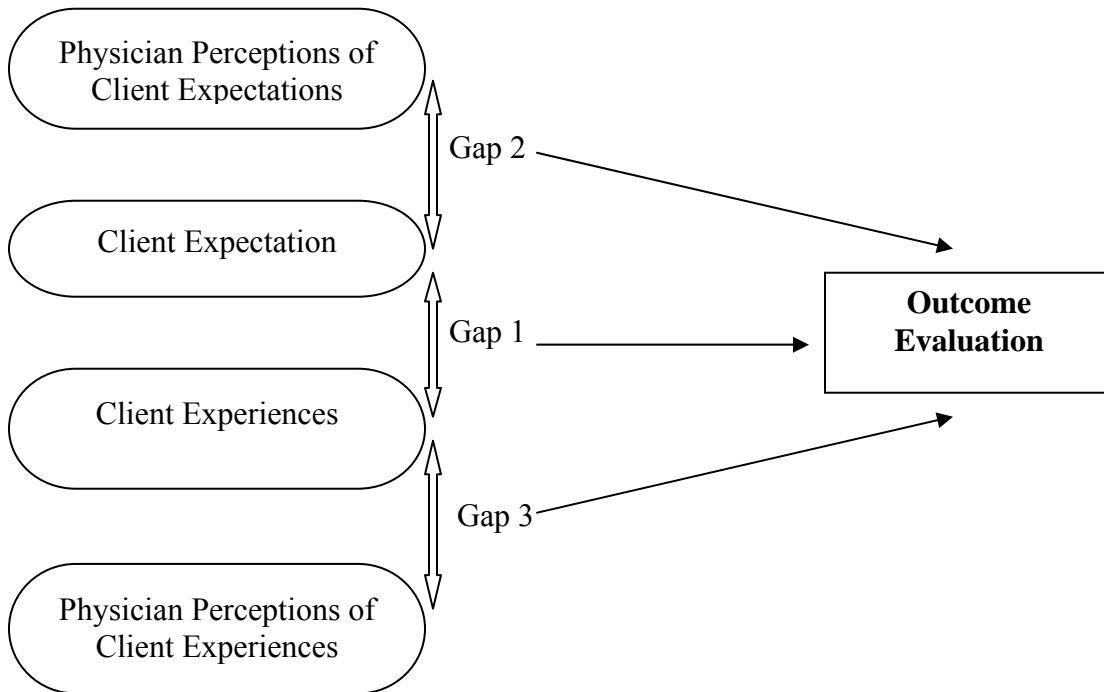 Physician Perceptions of
Client Expectations
Gap 2
Client Expectation
Outcome
Evaluation
Gap 1
Client Experiences
Gap 3
Physician Perceptions of
Client Experiences